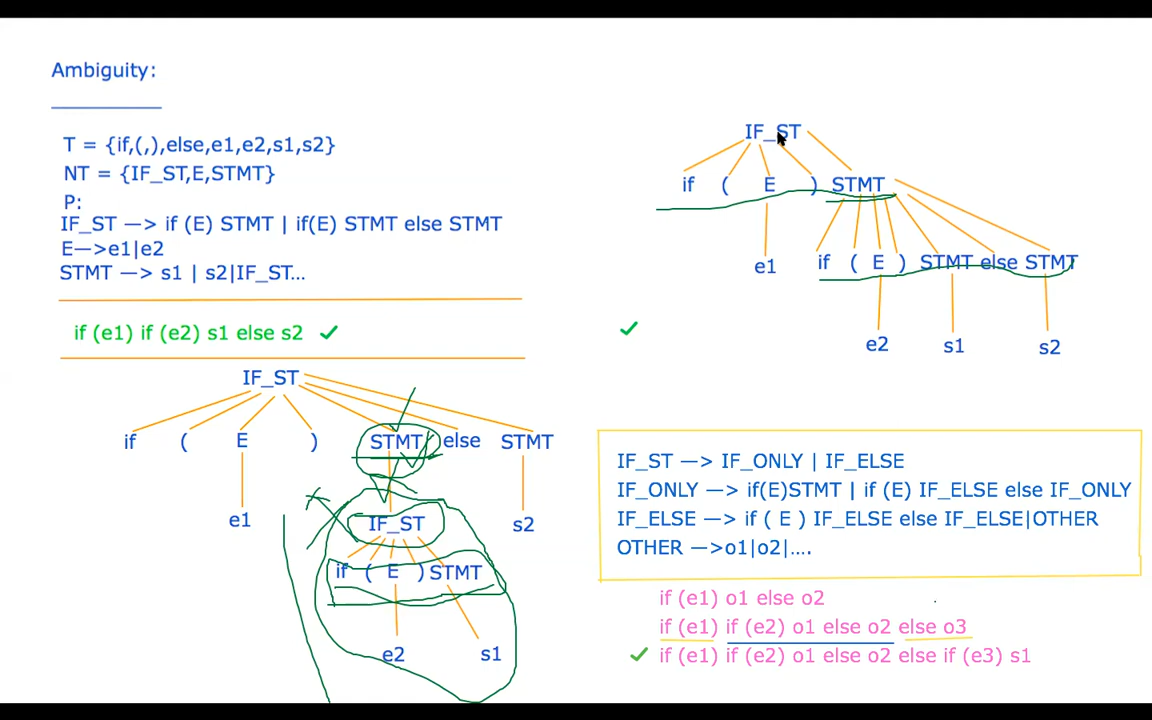 Ambiguity:
T = {if,(,),else,e1,e2,s1,s2}
NT = {IF_ST,E,STMT}
P:
IF_ST —> if (E) STMT | if(E) STMT else STMT
E—>e1|e2
STMT —> s1 | s2|IF_ST...
if (e1) if (e2) s1 else s2
IF_ST
if ( E ) STMT else STMT
e1 IF_ST s2
if ( E ) STMT
e2 s1
IF_ST
if ( E ) STMT
e1 if ( E ) STMT else STMT
e2 s1 s2
IF_ST —> IF_ONLY | IF_ELSE
IF_ONLY —> if(E)STMT | if (E) IF_ELSE else IF_ONLY
IF_ELSE —> if ( E ) IF_ELSE else IF_ELSE|OTHER
OTHER —>o1|o2|....
if (e1) o1 else o2
if (e1) if (e2) o1 else o2 else o3
if (e1) if (e2) o1 else o2 else if (e3) s1